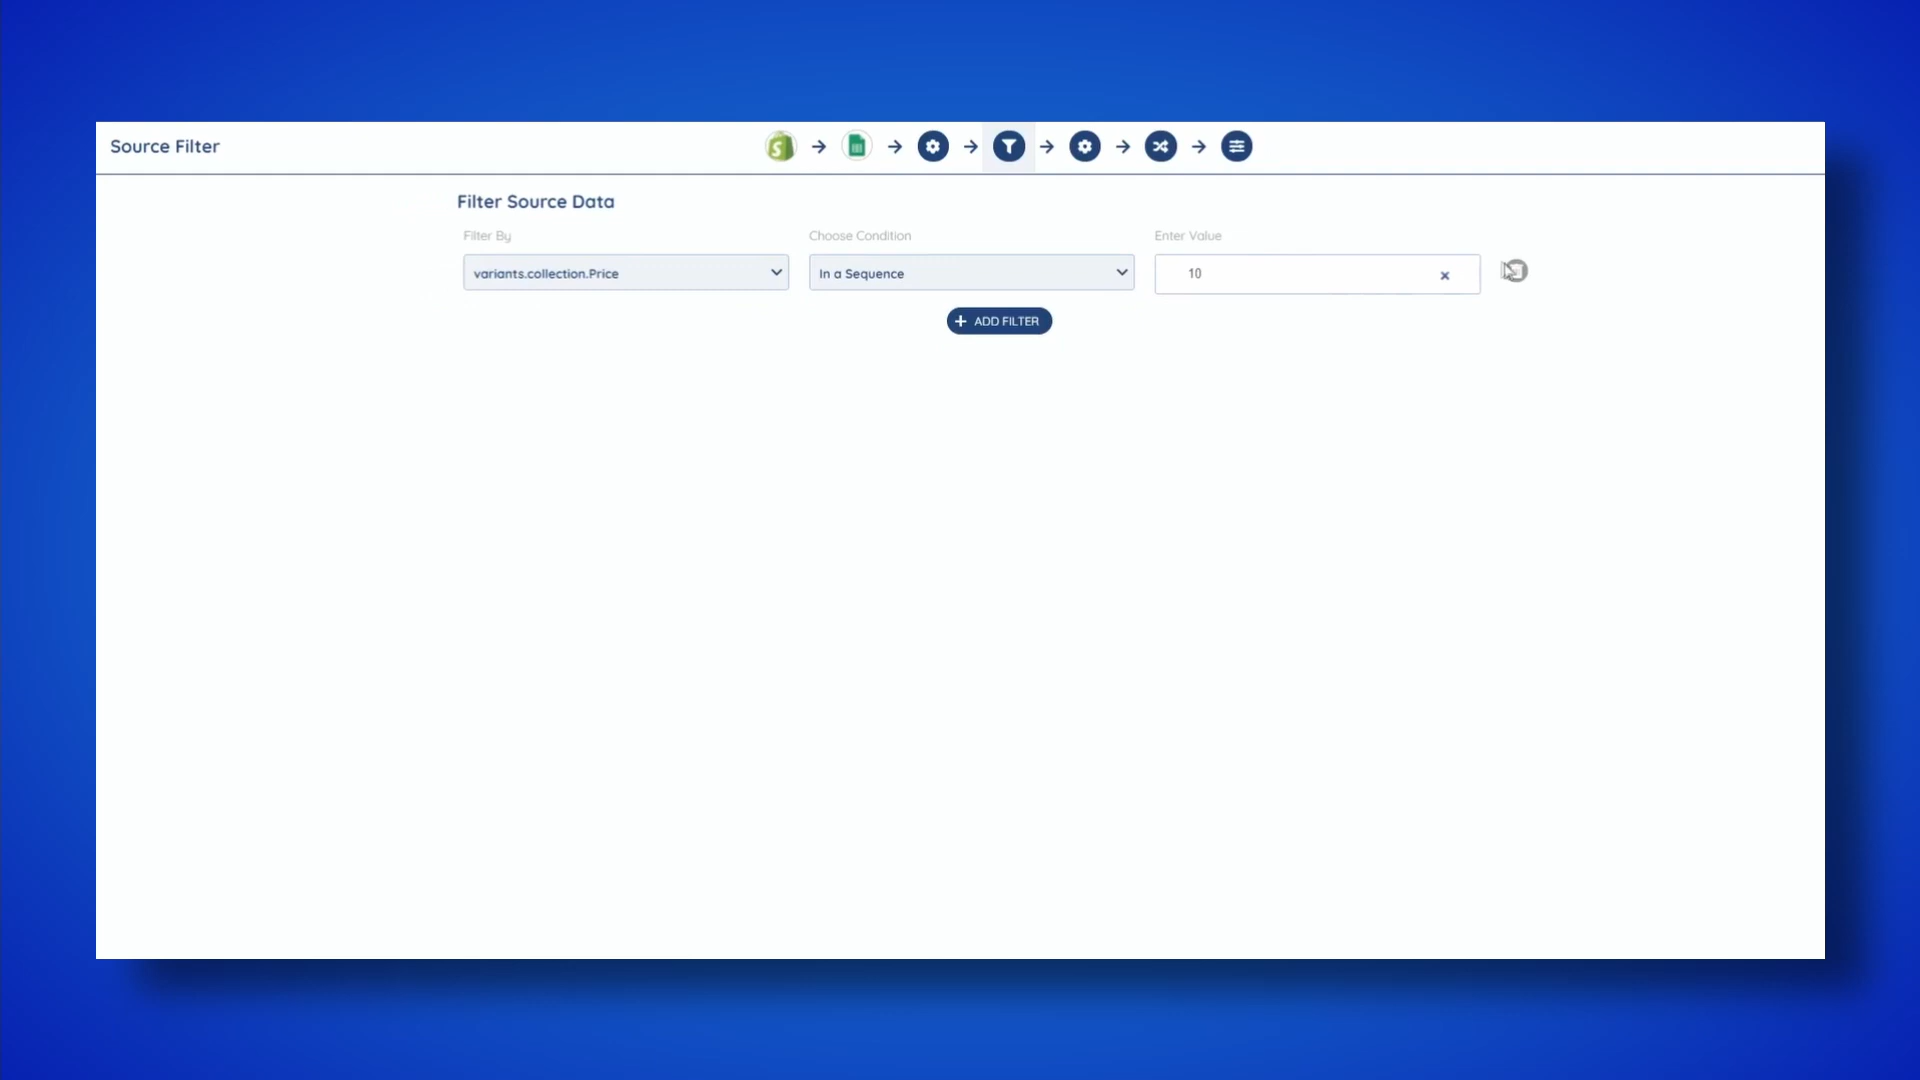 Source Filter
Filter Source Data
Filter By
Choose Condition
Enter Value
variants.collection.Price
In a Sequence
10
ADD FILTER